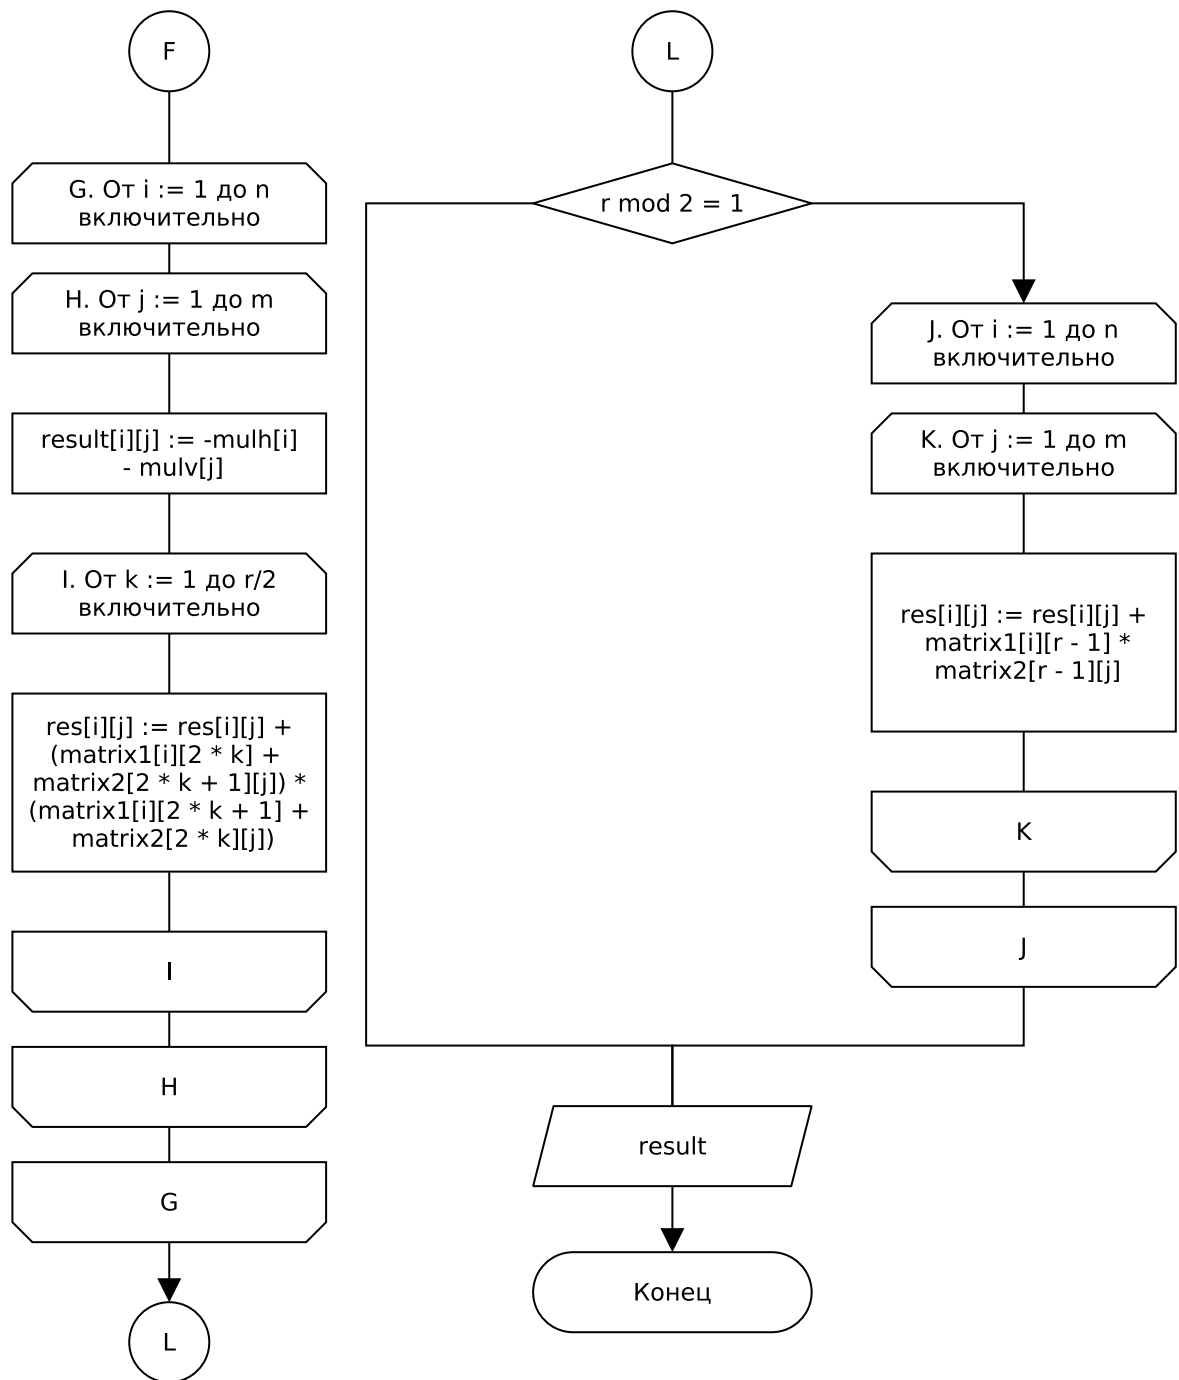 F
G. От i := 1 до n
включительно
H. От j := 1 до m
включительно
result[i][j] := -mulh[i]
- mulv[j]
I. От k := 1 до r/2
включительно
res[i][j] := res[i][j] +
(matrix1[i][2 * k] +
matrix2[2 * k + 1][j]) *
(matrix1[i][2 * k + 1] +
matrix2[2 * k][j])
I
H
G
L
L
r mod 2 = 1
J. От i := 1 до n
включительно
K. От j := 1 до m
включительно
res[i][j] := res[i][j] +
matrix1[i][r - 1] *
matrix2[r - 1][j]
K
J
result
Конец